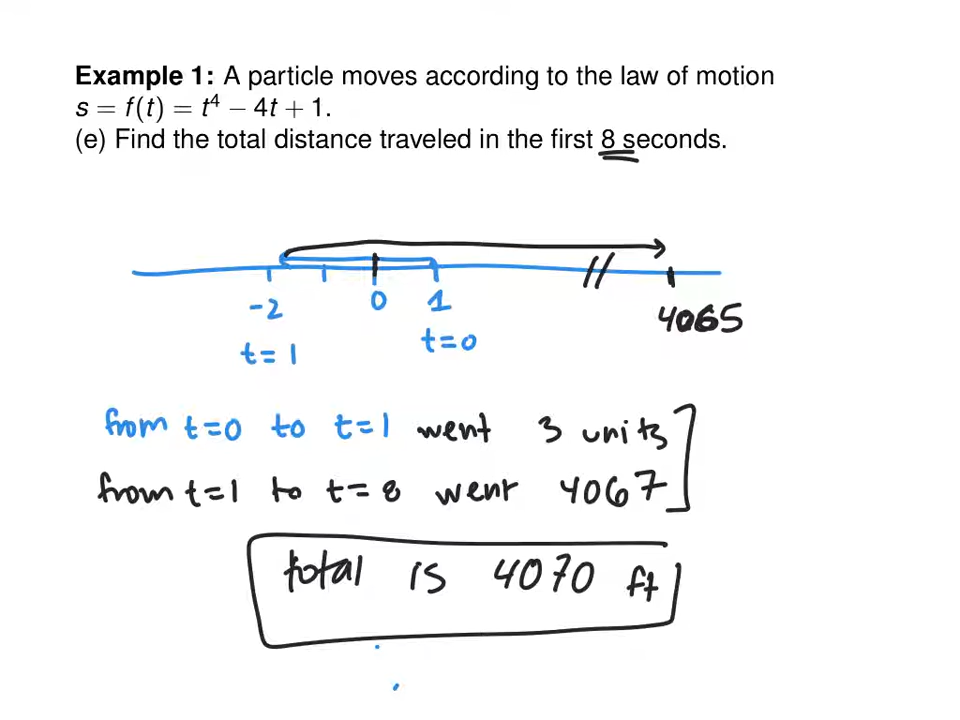 Example 1: A particle moves according to the law of motion
s = f(t) = t⁴ − 4t + 1.
(e) Find the total distance traveled in the first 8 seconds.
-2 0 1 4065
t=1 t=0
from t=0 to t=1 went 3 units
from t=1 to t=8 went 4067
total is 4070 ft